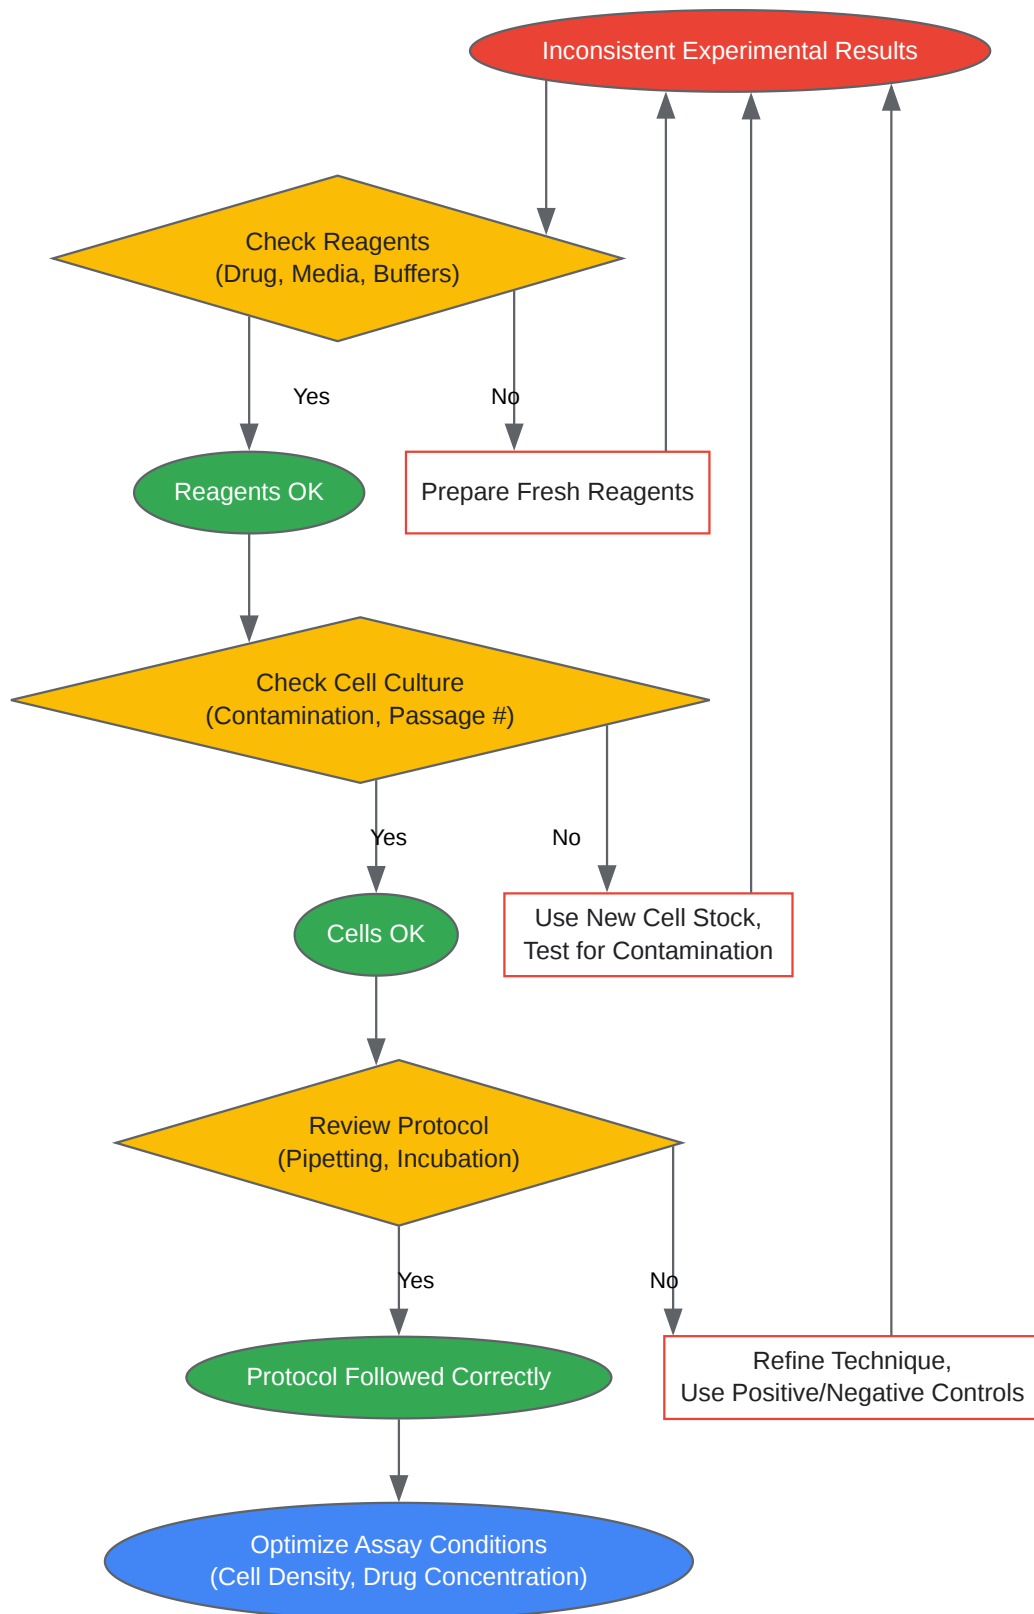 Inconsistent Experimental Results
Check Reagents
(Drug, Media, Buffers)
Yes
No
Reagents OK
Prepare Fresh Reagents
Check Cell Culture
(Contamination, Passage #)
Yes
No
Cells OK
Use New Cell Stock,
Test for Contamination
Review Protocol
(Pipetting, Incubation)
Yes
No
Protocol Followed Correctly
Refine Technique,
Use Positive/Negative Controls
Optimize Assay Conditions
(Cell Density, Drug Concentration)